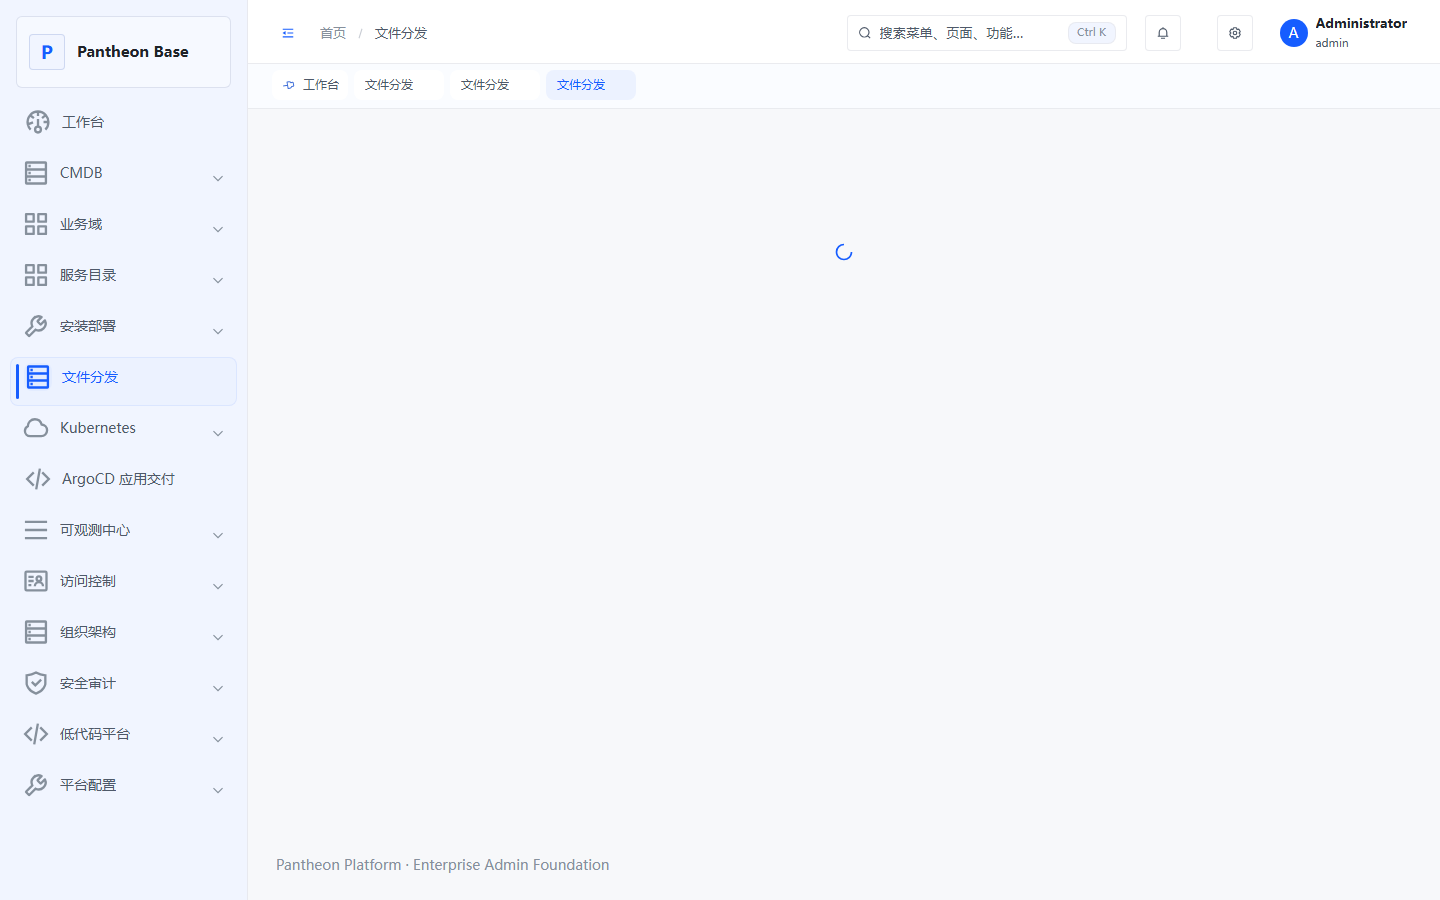 P Pantheon Base
首页 / 文件分发
搜索菜单、页面、功能... Ctrl K
A Administrator
admin
工作台 文件分发 文件分发 文件分发
工作台
CMDB
业务域
服务目录
安装部署
文件分发
Kubernetes
ArgoCD 应用交付
可观测中心
访问控制
组织架构
安全审计
低代码平台
平台配置
Pantheon Platform · Enterprise Admin Foundation